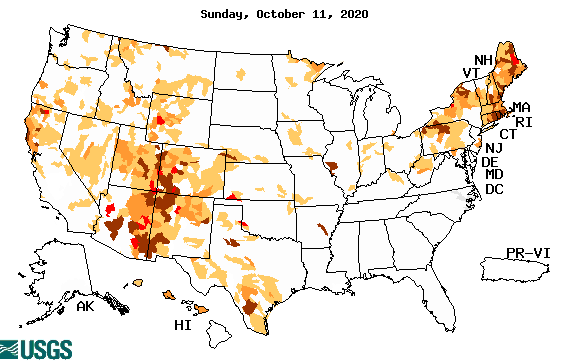 Sunday, October 11, 2020
NH
VT
MA
RI
CT
NJ
DE
MD
DC
PR-VI
AK
HI
USGS